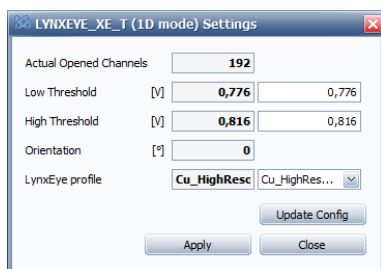 LYNXEYE_XE_T (1D mode) Settings
Actual Opened Channels 192
Low Threshold [V] 0,776 0,776
High Threshold [V] 0,816 0,816
Orientation [º] 0
LynxEye profile Cu_HighResc Cu_HighRes...
Update Config
Apply Close